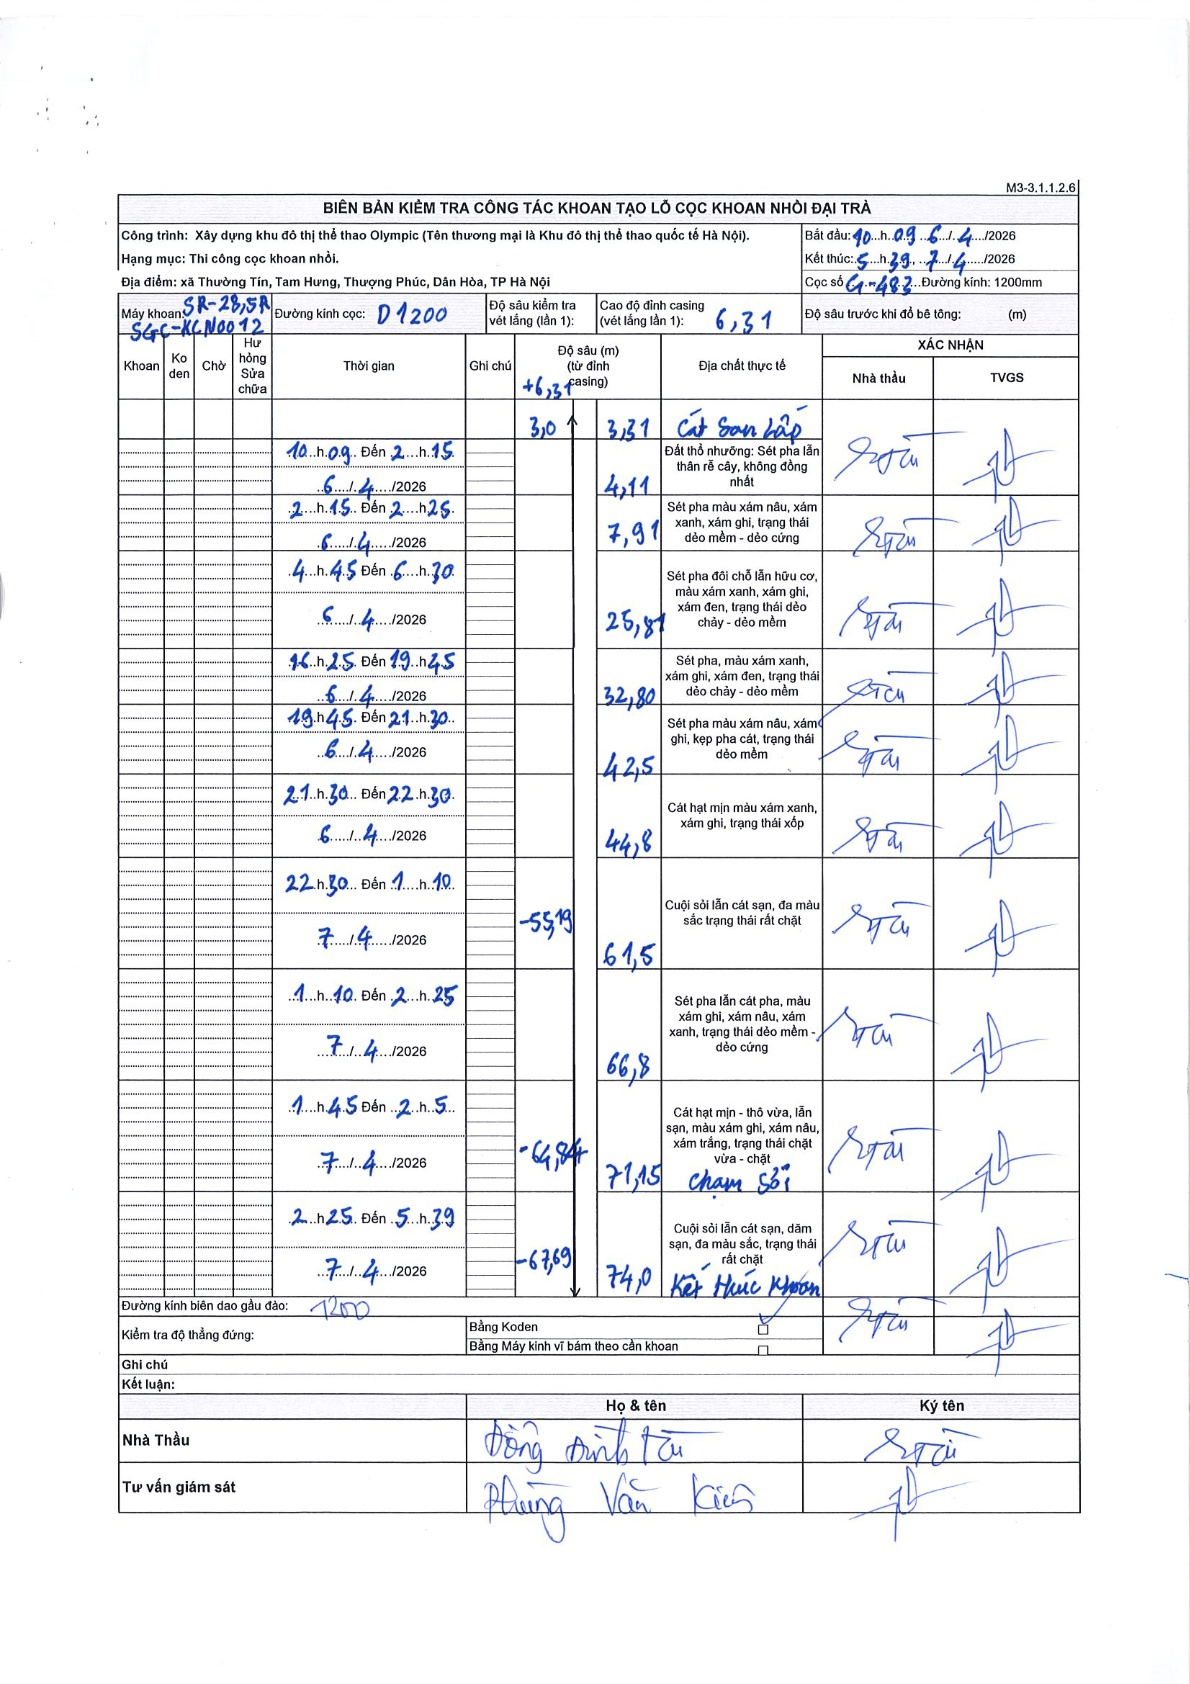 M3-3.1.1.2.6
BIÊN BẢN KIỂM TRA CÔNG TÁC KHOAN TẠO LỖ CỌC KHOAN NHỒI ĐẠI TRÀ
Công trình: Xây dựng khu đô thị thể thao Olympic (Tên thương mại là Khu đô thị thể thao quốc tế Hà Nội).
Bắt đầu: 10...h.09..6../..4..../2026
Hạng mục: Thi công cọc khoan nhồi.
Kết thúc: 5...h.39., ..7../..4...../2026
Địa điểm: xã Thường Tín, Tam Hưng, Thượng Phúc, Dân Hòa, TP Hà Nội
Cọc số G-483...Đường kính: 1200mm
Máy khoan: SR-28,5R
SGC-KCN0012
Đường kính cọc: D1200
Độ sâu kiểm tra vét lắng (lần 1):
Cao độ đỉnh casing (vét lắng lần 1): 6,31
Độ sâu trước khi đổ bê tông: (m)
Khoan
Ko den
Chờ
Hư hỏng Sửa chữa
Thời gian
Ghi chú
Độ sâu (m) (từ đỉnh casing)
+6,31
Địa chất thực tế
XÁC NHẬN
Nhà thầu
TVGS
3,0 3,31 Cát San Lấp
10...h.09.. Đến 2...h.15.
..6..../..4..../2026
4,11
Đất thổ nhưỡng: Sét pha lẫn
thân rễ cây, không đồng
nhất
2...h.15.. Đến 2...h25.
.6...../.4...../2026
7,91
Sét pha màu xám nâu, xám
xanh, xám ghi, trạng thái
dẻo mềm - dẻo cứng
.4...h.45 Đến .6....h.30.
.6...../..4..../2026
25,81
Sét pha đôi chỗ lẫn hữu cơ,
màu xám xanh, xám ghi,
xám đen, trạng thái dẻo
chảy - dẻo mềm
16..h.25. Đến 19..h45
..6..../..4..../2026
32,80
Sét pha, màu xám xanh,
xám ghi, xám đen, trạng thái
dẻo chảy - dẻo mềm
19.h45. Đến 21...h.30..
..6..../..4..../2026
42,5
Sét pha màu xám nâu, xám
ghi, kẹp pha cát, trạng thái
dẻo mềm
21..h.30.. Đến 22.h.30.
6...../..4..../2026
44,8
Cát hạt mịn màu xám xanh,
xám ghi, trạng thái xốp
22.h.30... Đến .1....h.10.
.7..../..4...../2026
-55,19
61,5
Cuội sỏi lẫn cát sạn, đa màu
sắc trạng thái rất chặt
..1...h...10. Đến .2...h.25
...7..../..4...../2026
66,8
Sét pha lẫn cát pha, màu
xám ghi, xám nâu, xám
xanh, trạng thái dẻo mềm -
dẻo cứng
.1...h.45 Đến ..2...h..5...
.7...../..4...../2026
-64,84
71,15
Cát hạt mịn - thô vừa, lẫn
sạn, màu xám ghi, xám nâu,
xám trắng, trạng thái chặt
vừa - chặt
Chạm Sỏi
.2...h25. Đến .5...h.39
..7..../...4..../2026
-67,69
74,0
Cuội sỏi lẫn cát sạn, dăm
sạn, đa màu sắc, trạng thái
rất chặt
Kết thúc Khoan
Đường kính biên dao gầu đào: 1200
Kiểm tra độ thẳng đứng:
Bằng Koden
Bằng Máy kinh vĩ bám theo cần khoan
Ghi chú
Kết luận:
Họ & tên
Ký tên
Nhà Thầu
Đồng Đình Tài
Tư vấn giám sát
Phùng Văn Kiên